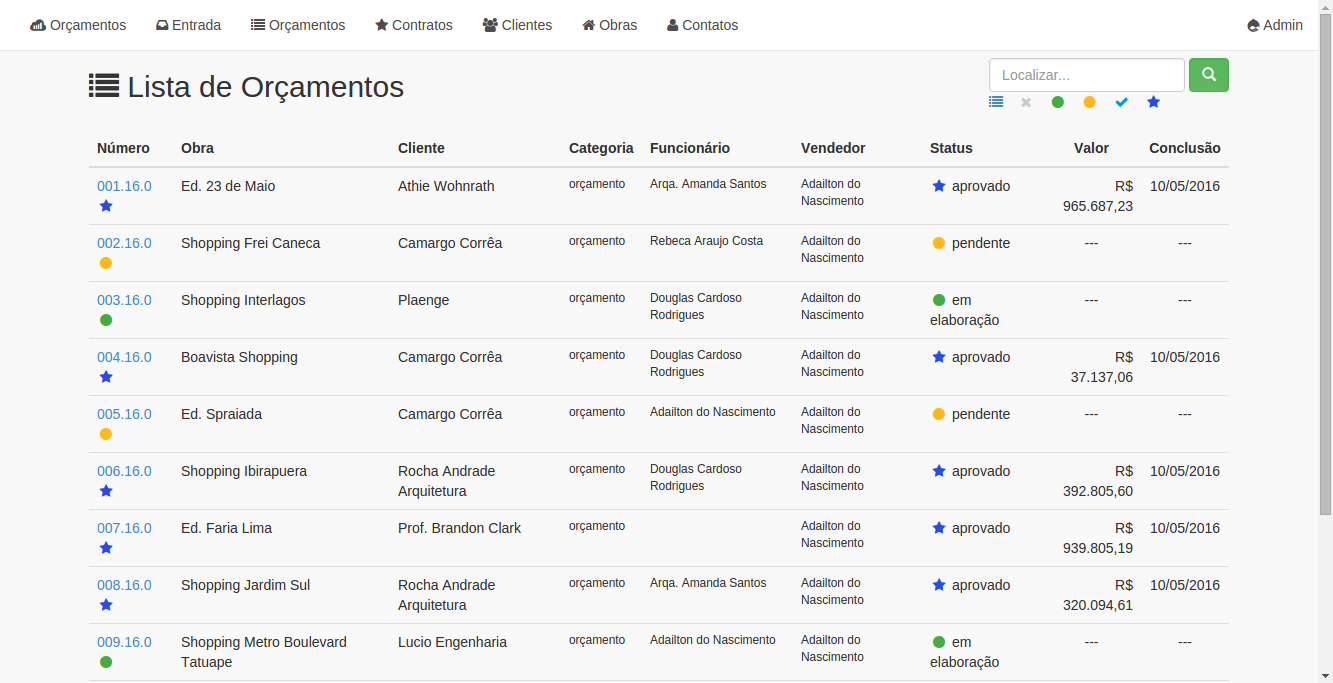 Orçamentos Entrada Orçamentos Contratos Clientes Obras Contatos Admin
Lista de Orçamentos
Localizar...
Número Obra Cliente Categoria Funcionário Vendedor Status Valor Conclusão
001.16.0 Ed. 23 de Maio Athie Wohnrath orçamento Arqa. Amanda Santos Adailton do aprovado R$ 10/05/2016
Nascimento 965.687,23
002.16.0 Shopping Frei Caneca Camargo Corrêa orçamento Rebeca Araujo Costa Adailton do pendente --- ---
Nascimento
003.16.0 Shopping Interlagos Plaenge orçamento Douglas Cardoso Adailton do em --- ---
Rodrigues Nascimento elaboração
004.16.0 Boavista Shopping Camargo Corrêa orçamento Douglas Cardoso Adailton do aprovado R$ 10/05/2016
Rodrigues Nascimento 37.137,06
005.16.0 Ed. Spraiada Camargo Corrêa orçamento Adailton do Nascimento Adailton do pendente --- ---
Nascimento
006.16.0 Shopping Ibirapuera Rocha Andrade orçamento Douglas Cardoso Adailton do aprovado R$ 10/05/2016
Arquitetura Rodrigues Nascimento 392.805,60
007.16.0 Ed. Faria Lima Prof. Brandon Clark orçamento Adailton do aprovado R$ 10/05/2016
Nascimento 939.805,19
008.16.0 Shopping Jardim Sul Rocha Andrade orçamento Arqa. Amanda Santos Adailton do aprovado R$ 10/05/2016
Arquitetura Nascimento 320.094,61
009.16.0 Shopping Metro Boulevard Lucio Engenharia orçamento Adailton do Nascimento Adailton do em --- ---
Tatuape Nascimento elaboração